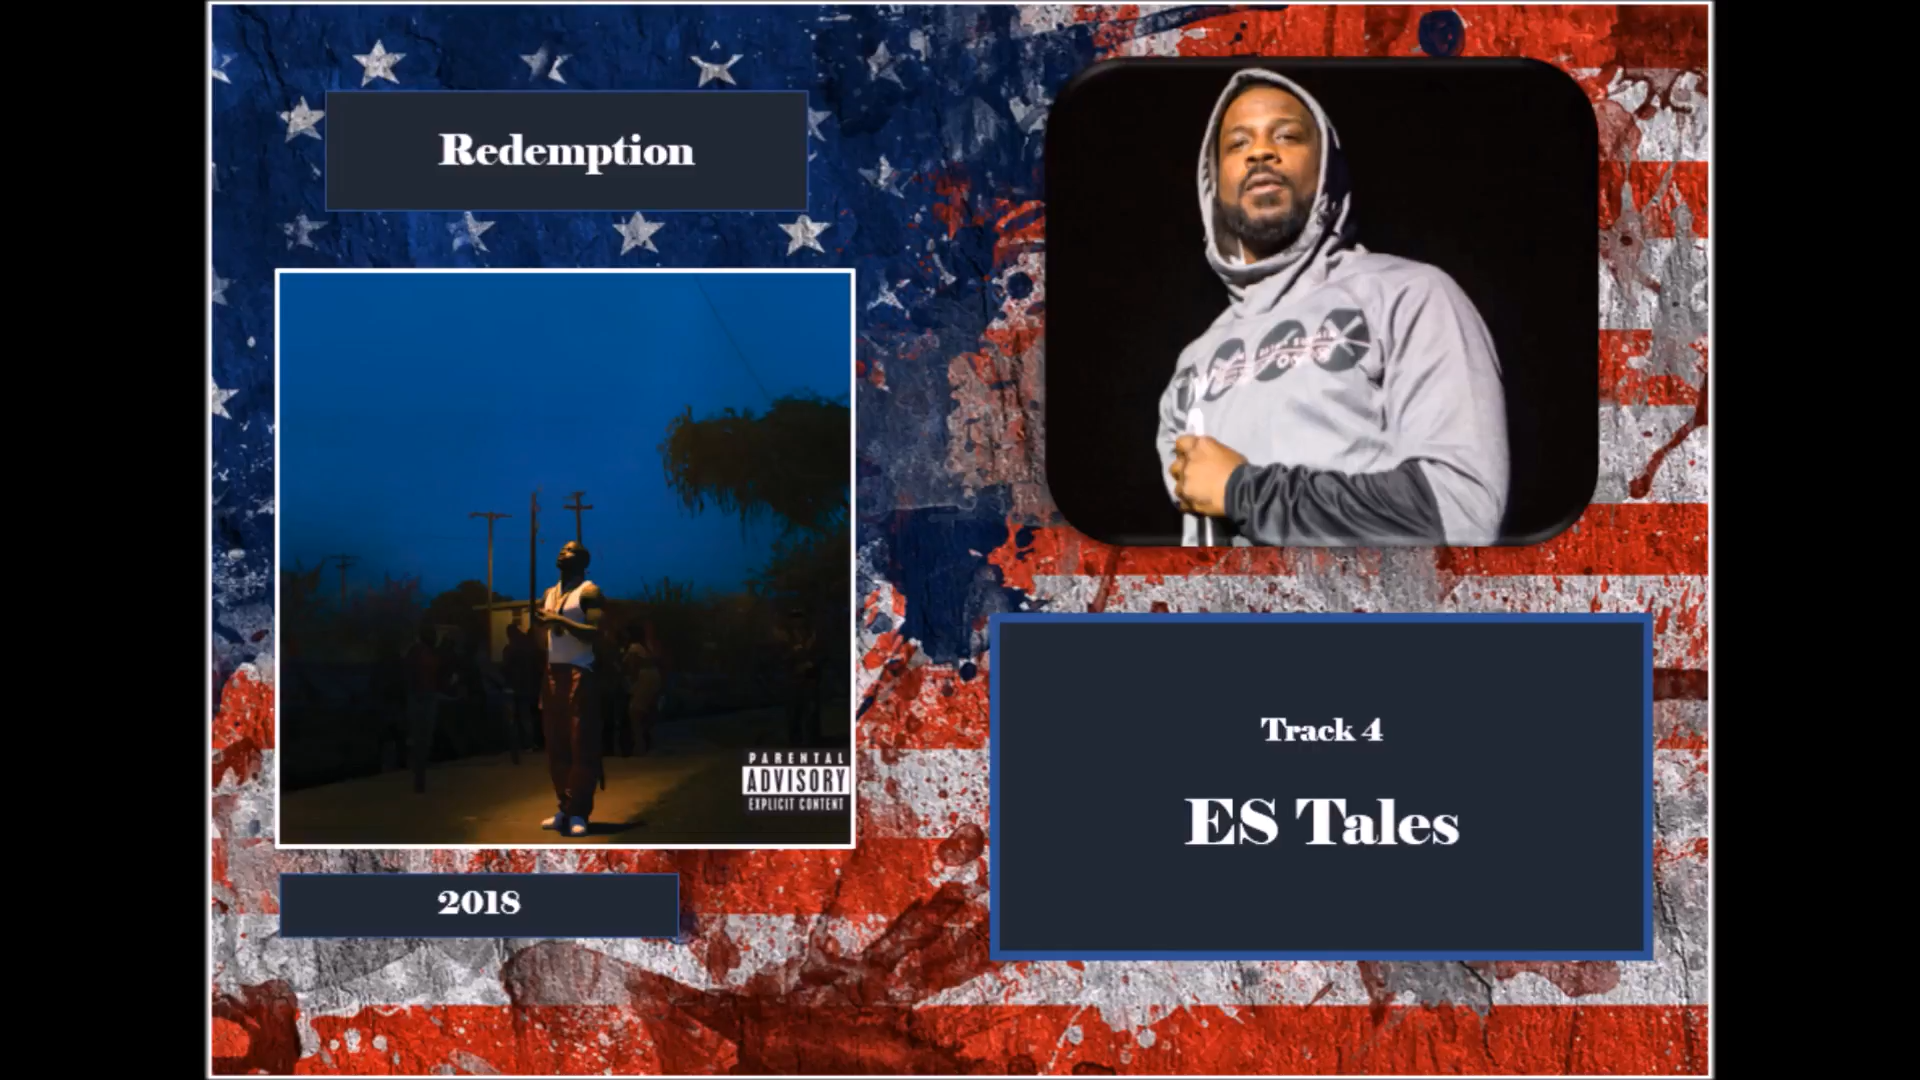 Redemption
PARENTAL
ADVISORY
EXPLICIT CONTENT
2018
Track 4
ES Tales